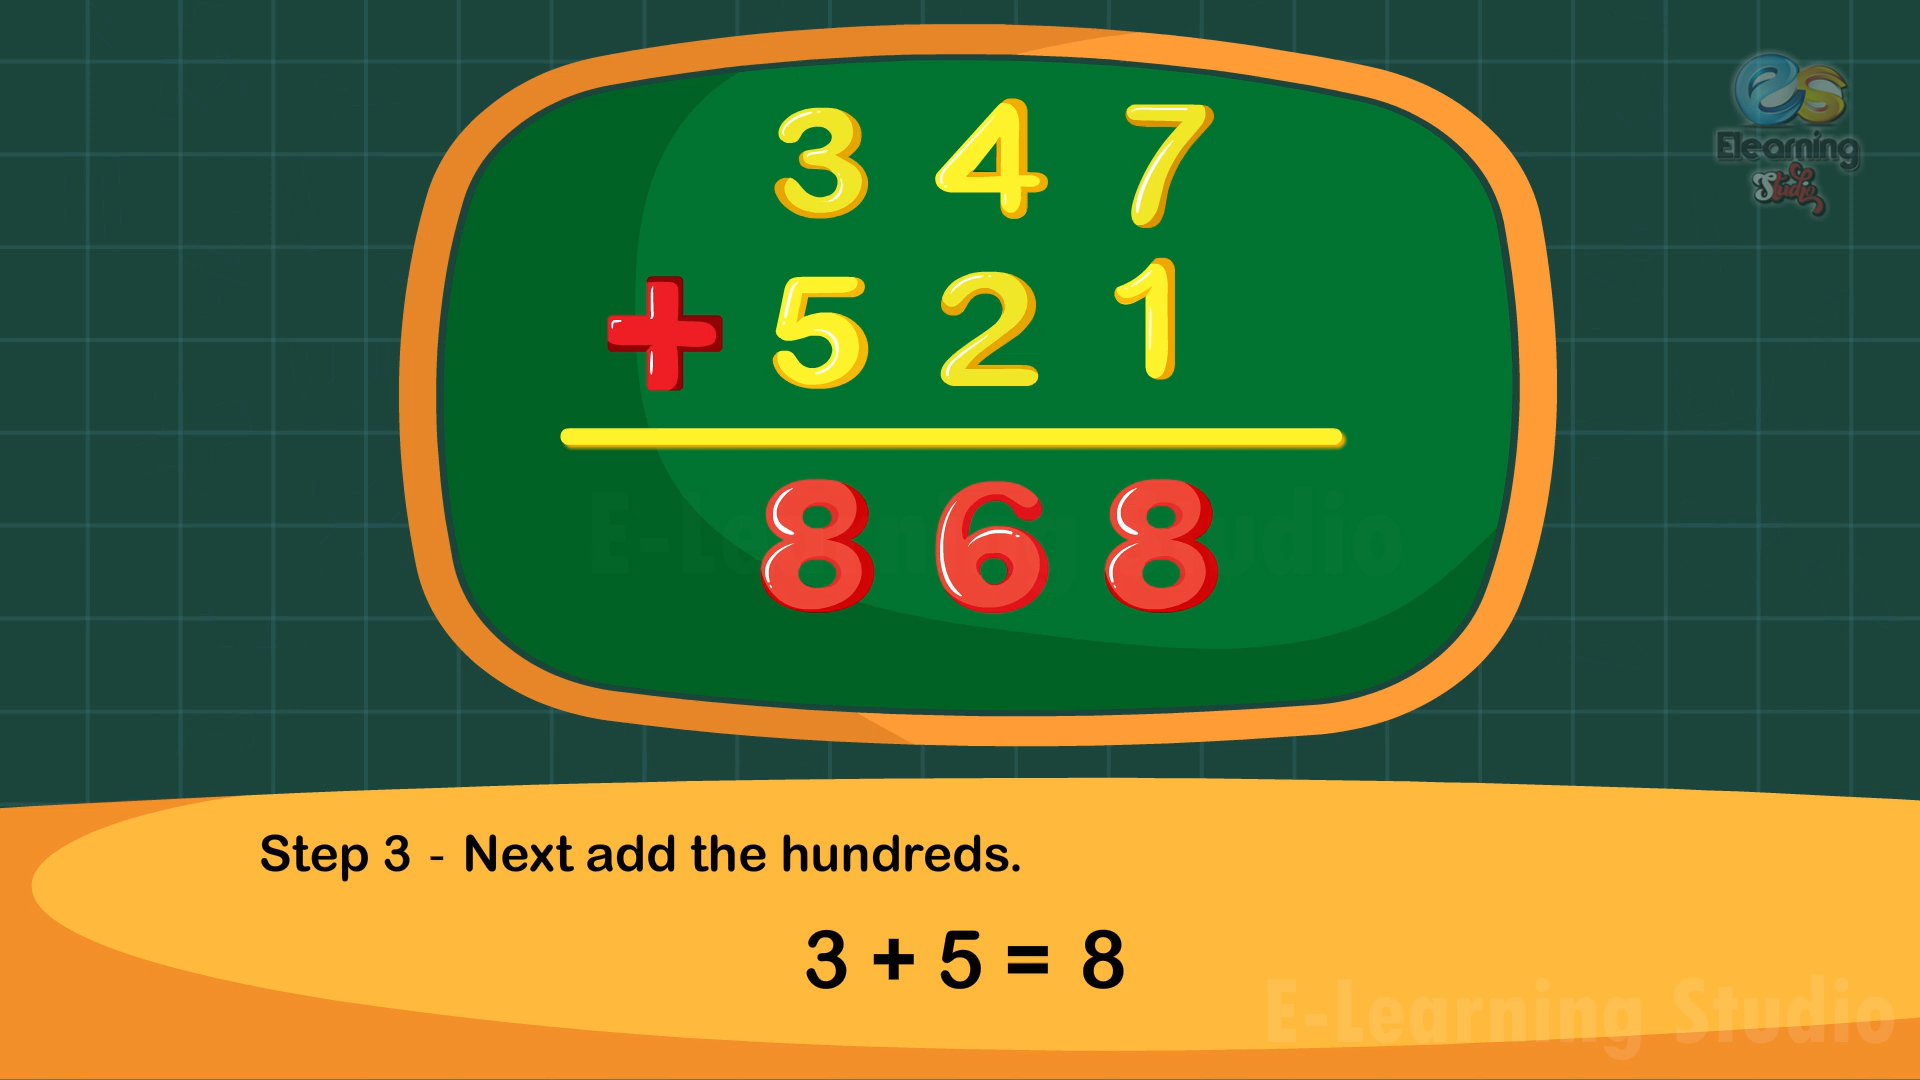 3 4 7
+ 5 2 1
8 6 8
Step 3 - Next add the hundreds.
3 + 5 = 8
es
Elearning
Studio
E-Learning Studio
E-Learning Studio